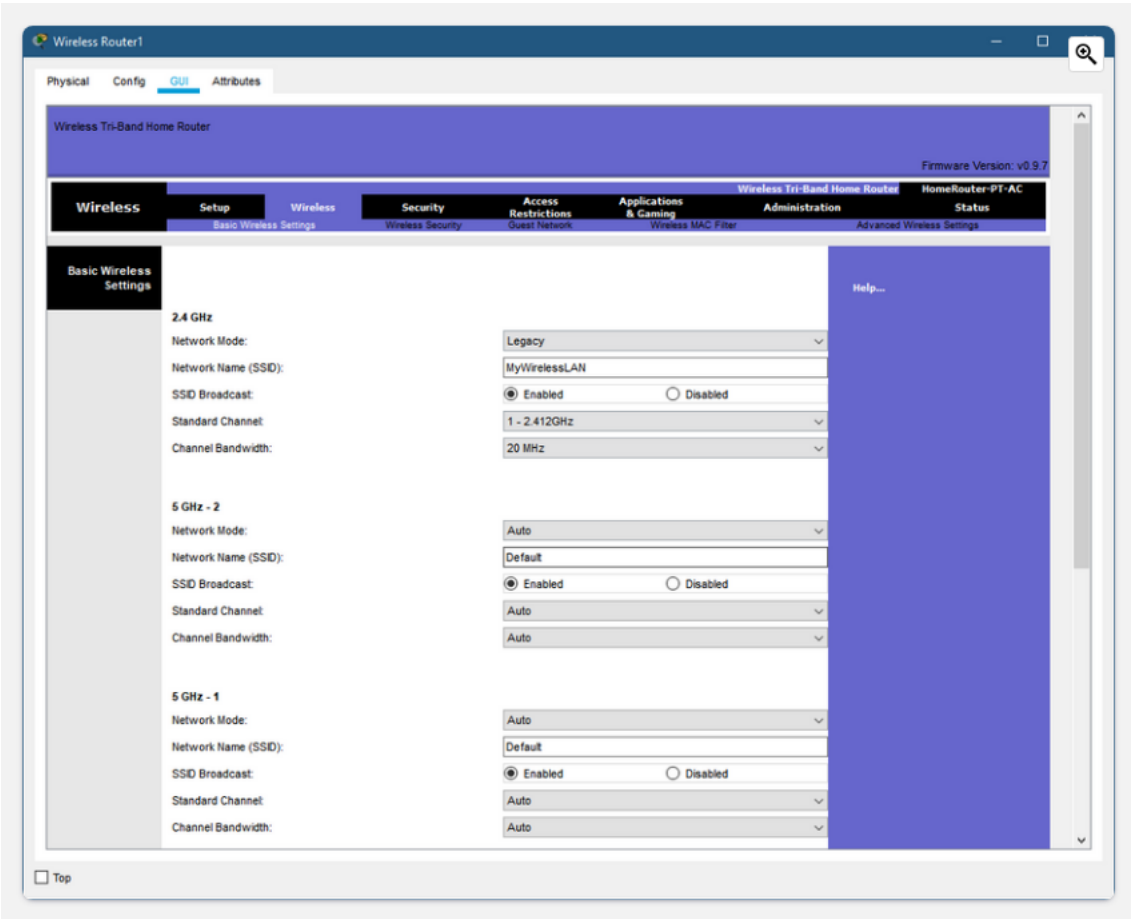 Wireless Router1
Physical Config GUI Attributes
Wireless Tri-Band Home Router
Firmware Version: v0.9.7
Wireless Tri-Band Home Router HomeRouter-PT-AC
Wireless Setup Wireless Security Access Restrictions Applications & Gaming Administration Status
Basic Wireless Settings Wireless Security Guest Network Wireless MAC Filter Advanced Wireless Settings
Basic Wireless
Settings
Help...
2.4 GHz
Network Mode: Legacy
Network Name (SSID): MyWirelessLAN
SSID Broadcast: Enabled Disabled
Standard Channel: 1 - 2.412GHz
Channel Bandwidth: 20 MHz
5 GHz - 2
Network Mode: Auto
Network Name (SSID): Default
SSID Broadcast: Enabled Disabled
Standard Channel: Auto
Channel Bandwidth: Auto
5 GHz - 1
Network Mode: Auto
Network Name (SSID): Default
SSID Broadcast: Enabled Disabled
Standard Channel: Auto
Channel Bandwidth: Auto
Top